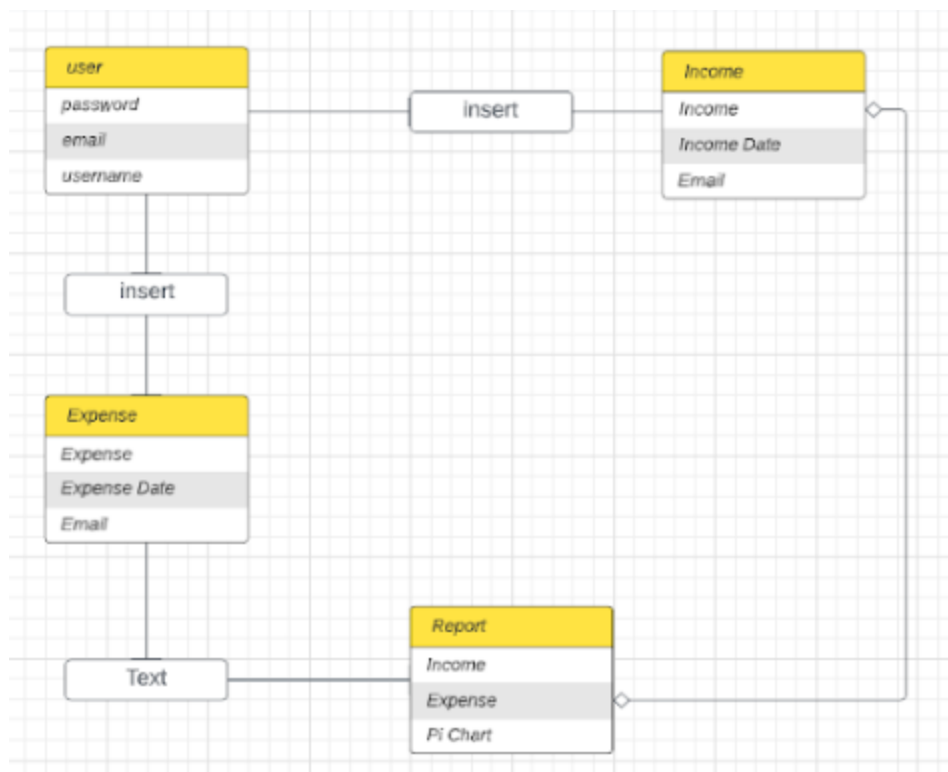 user
password
email
username
insert
Income
Income
Income Date
Email
insert
Expense
Expense
Expense Date
Email
Text
Report
Income
Expense
Pi Chart